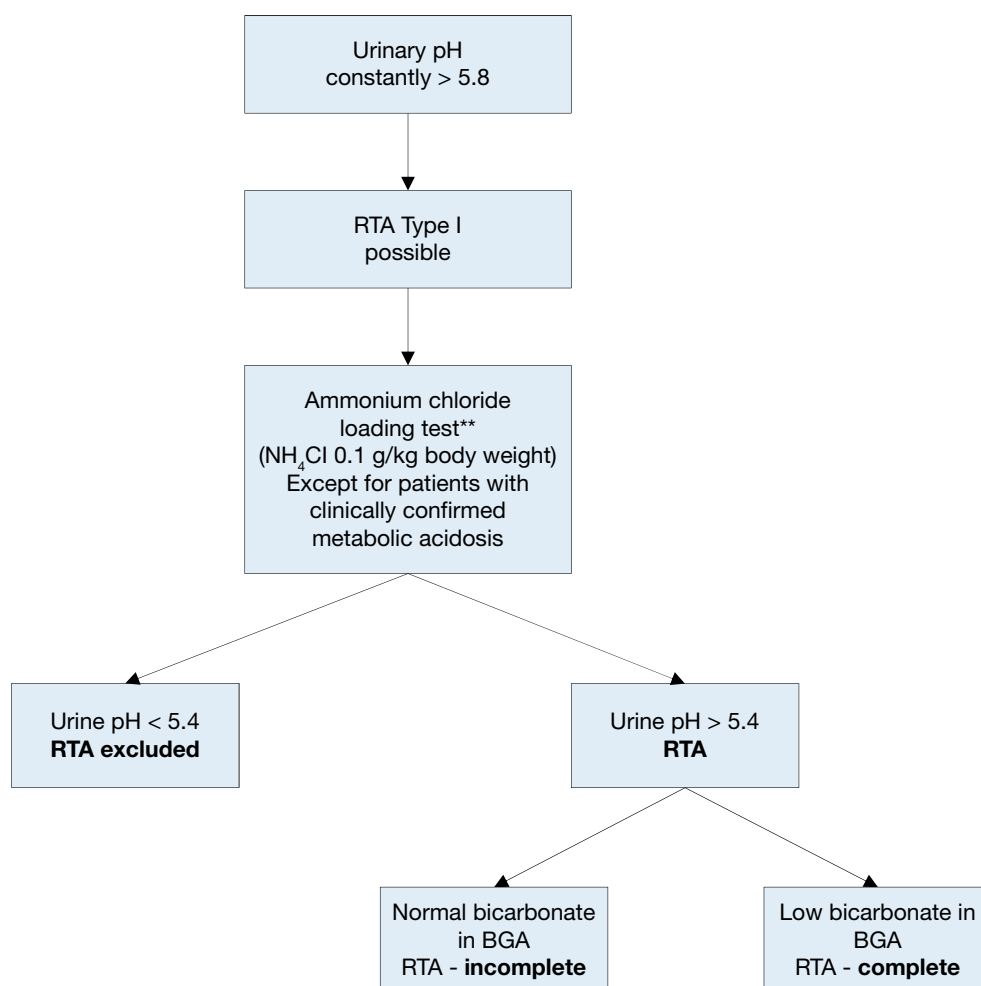 Urinary pH
constantly > 5.8
RTA Type I
possible
Ammonium chloride
loading test**
(NH₄Cl 0.1 g/kg body weight)
Except for patients with
clinically confirmed
metabolic acidosis
Urine pH < 5.4
RTA excluded
Urine pH > 5.4
RTA
Normal bicarbonate
in BGA
RTA - incomplete
Low bicarbonate in
BGA
RTA - complete